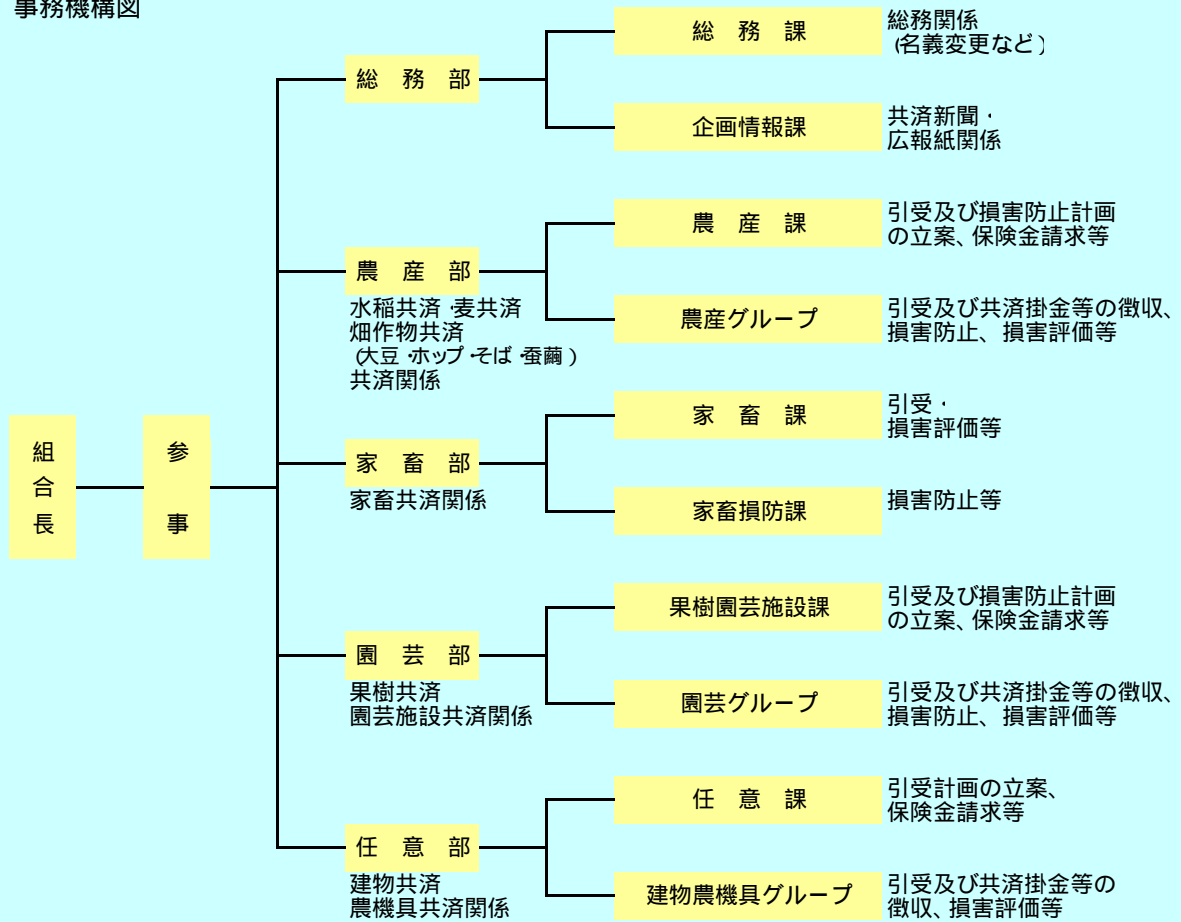 事務機構図
組合長
参事
総務部
総務課
総務関係
(名義変更など)
企画情報課
共済新聞・
広報紙関係
農産部
水稲共済・麦共済
畑作物共済
(大豆・ホップ・そば・蚕繭)
共済関係
農産課
引受及び損害防止計画
の立案、保険金請求等
農産グループ
引受及び共済掛金等の徴収、
損害防止、損害評価等
家畜部
家畜共済関係
家畜課
引受・
損害評価等
家畜損防課
損害防止等
園芸部
果樹共済
園芸施設共済関係
果樹園芸施設課
引受及び損害防止計画
の立案、保険金請求等
園芸グループ
引受及び共済掛金等の徴収、
損害防止、損害評価等
任意部
建物共済
農機具共済関係
任意課
引受計画の立案、
保険金請求等
建物農機具グループ
引受及び共済掛金等の
徴収、損害評価等